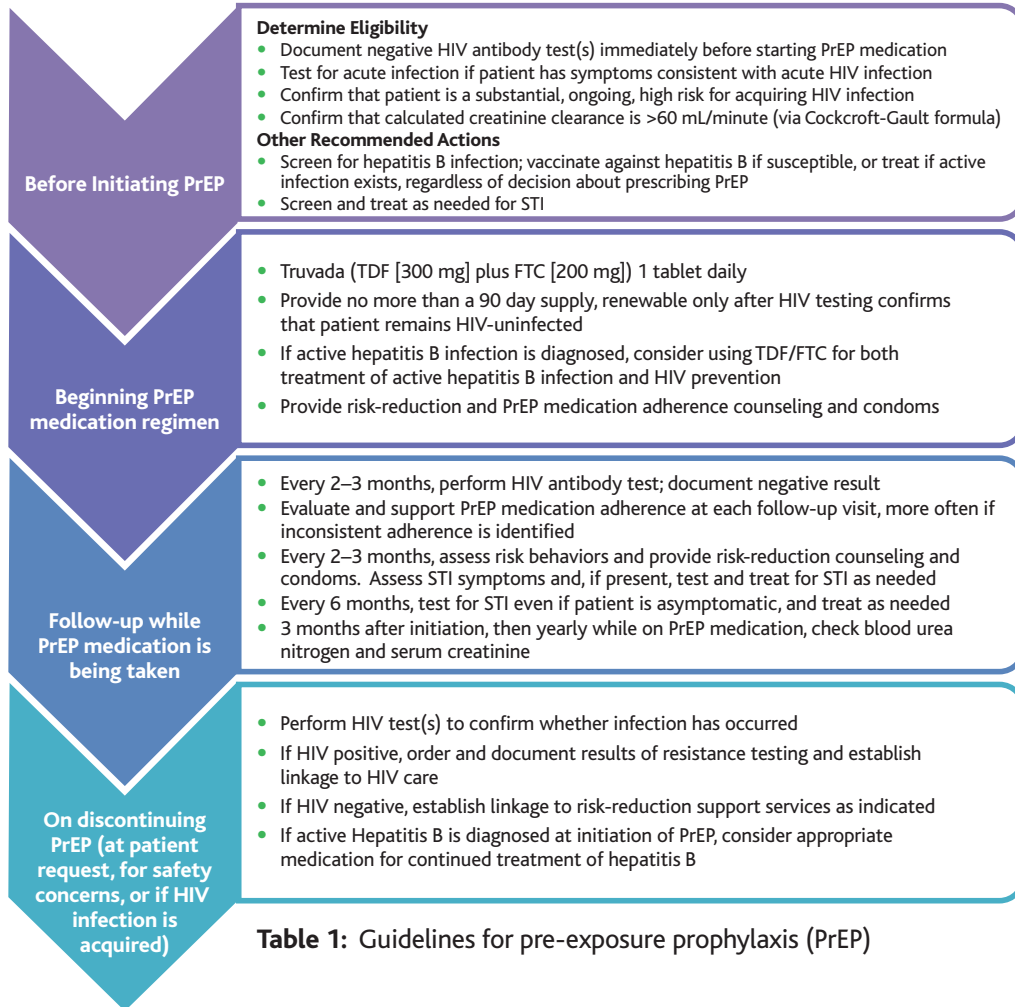 Before Initiating PrEP
Determine Eligibility
• Document negative HIV antibody test(s) immediately before starting PrEP medication
• Test for acute infection if patient has symptoms consistent with acute HIV infection
• Confirm that patient is a substantial, ongoing, high risk for acquiring HIV infection
• Confirm that calculated creatinine clearance is >60 mL/minute (via Cockcroft-Gault formula)
Other Recommended Actions
• Screen for hepatitis B infection; vaccinate against hepatitis B if susceptible, or treat if active
infection exists, regardless of decision about prescribing PrEP
• Screen and treat as needed for STI
Beginning PrEP
medication regimen
• Truvada (TDF [300 mg] plus FTC [200 mg]) 1 tablet daily
• Provide no more than a 90 day supply, renewable only after HIV testing confirms
that patient remains HIV-uninfected
• If active hepatitis B infection is diagnosed, consider using TDF/FTC for both
treatment of active hepatitis B infection and HIV prevention
• Provide risk-reduction and PrEP medication adherence counseling and condoms
Follow-up while
PrEP medication is
being taken
• Every 2–3 months, perform HIV antibody test; document negative result
• Evaluate and support PrEP medication adherence at each follow-up visit, more often if
inconsistent adherence is identified
• Every 2–3 months, assess risk behaviors and provide risk-reduction counseling and
condoms. Assess STI symptoms and, if present, test and treat for STI as needed
• Every 6 months, test for STI even if patient is asymptomatic, and treat as needed
• 3 months after initiation, then yearly while on PrEP medication, check blood urea
nitrogen and serum creatinine
On discontinuing
PrEP (at patient
request, for safety
concerns, or if HIV
infection is
acquired)
• Perform HIV test(s) to confirm whether infection has occurred
• If HIV positive, order and document results of resistance testing and establish
linkage to HIV care
• If HIV negative, establish linkage to risk-reduction support services as indicated
• If active Hepatitis B is diagnosed at initiation of PrEP, consider appropriate
medication for continued treatment of hepatitis B
Table 1: Guidelines for pre-exposure prophylaxis (PrEP)